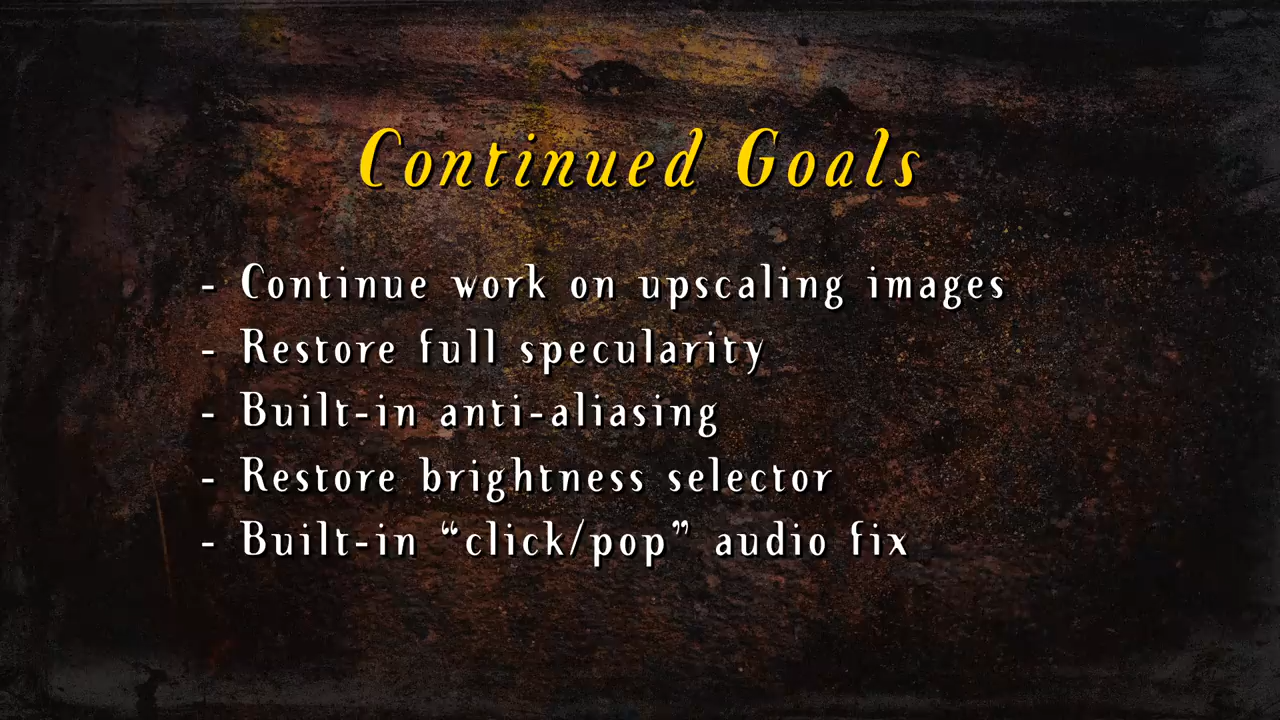 Continued Goals
- Continue work on upscaling images
- Restore full specularity
- Built-in anti-aliasing
- Restore brightness selector
- Built-in “click/pop” audio fix